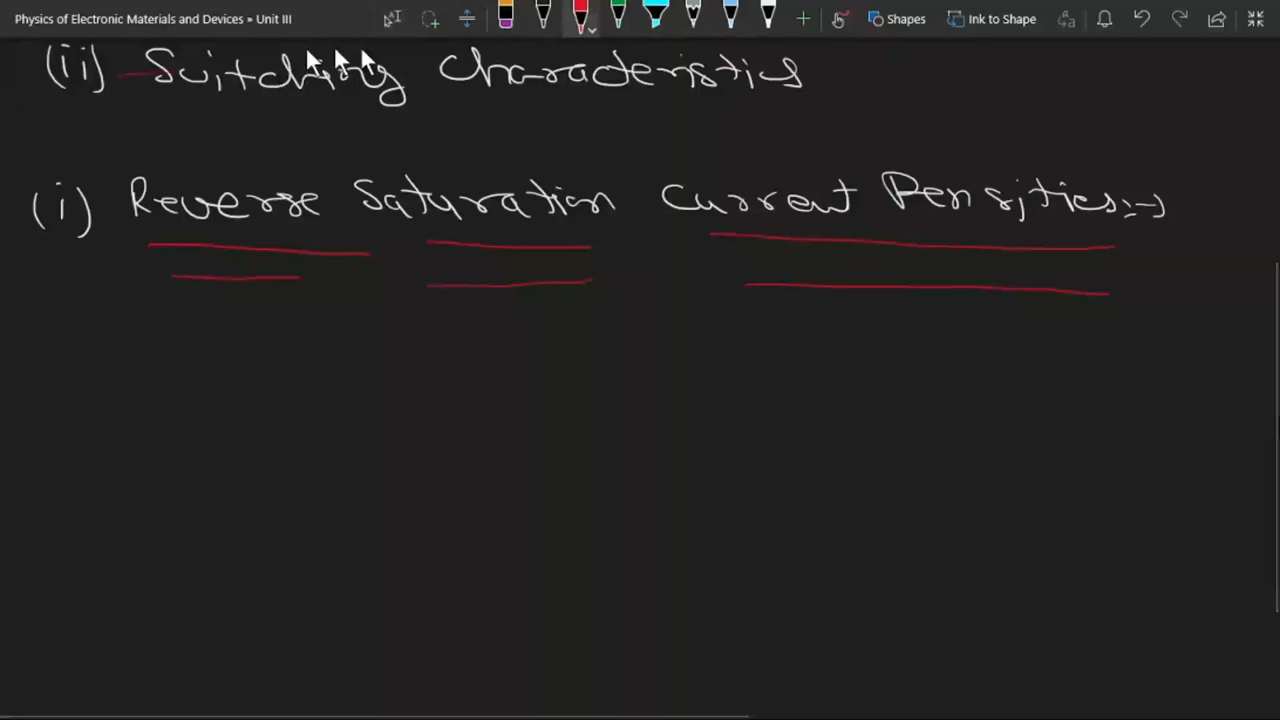 Physics of Electronic Materials and Devices » Unit III
Shapes
Ink to Shape
(ii) Switching Characteristics
(i) Reverse Saturation Current Densities:→